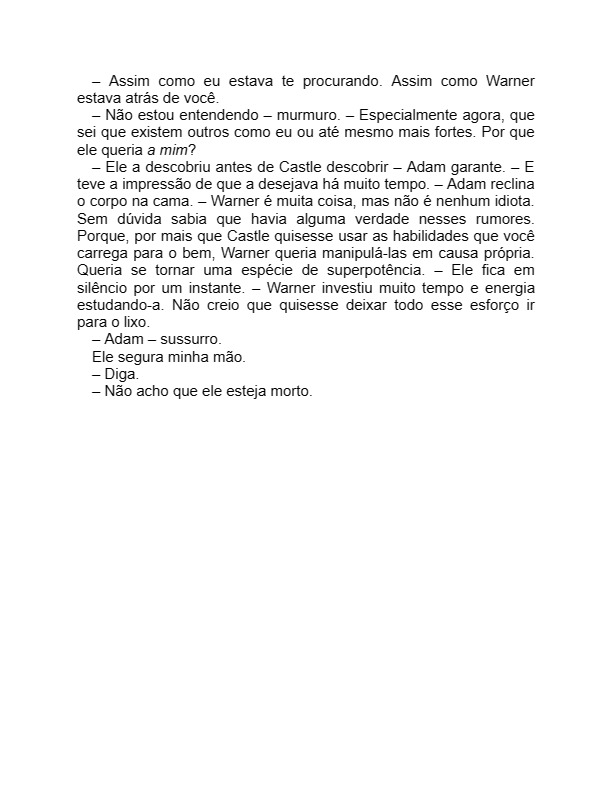 – Assim como eu estava te procurando. Assim como Warner
estava atrás de você.
– Não estou entendendo – murmuro. – Especialmente agora, que
sei que existem outros como eu ou até mesmo mais fortes. Por que
ele queria a mim?
– Ele a descobriu antes de Castle descobrir – Adam garante. – E
teve a impressão de que a desejava há muito tempo. – Adam reclina
o corpo na cama. – Warner é muita coisa, mas não é nenhum idiota.
Sem dúvida sabia que havia alguma verdade nesses rumores.
Porque, por mais que Castle quisesse usar as habilidades que você
carrega para o bem, Warner queria manipulá-las em causa própria.
Queria se tornar uma espécie de superpotência. – Ele fica em
silêncio por um instante. – Warner investiu muito tempo e energia
estudando-a. Não creio que quisesse deixar todo esse esforço ir
para o lixo.
– Adam – sussurro.
Ele segura minha mão.
– Diga.
– Não acho que ele esteja morto.